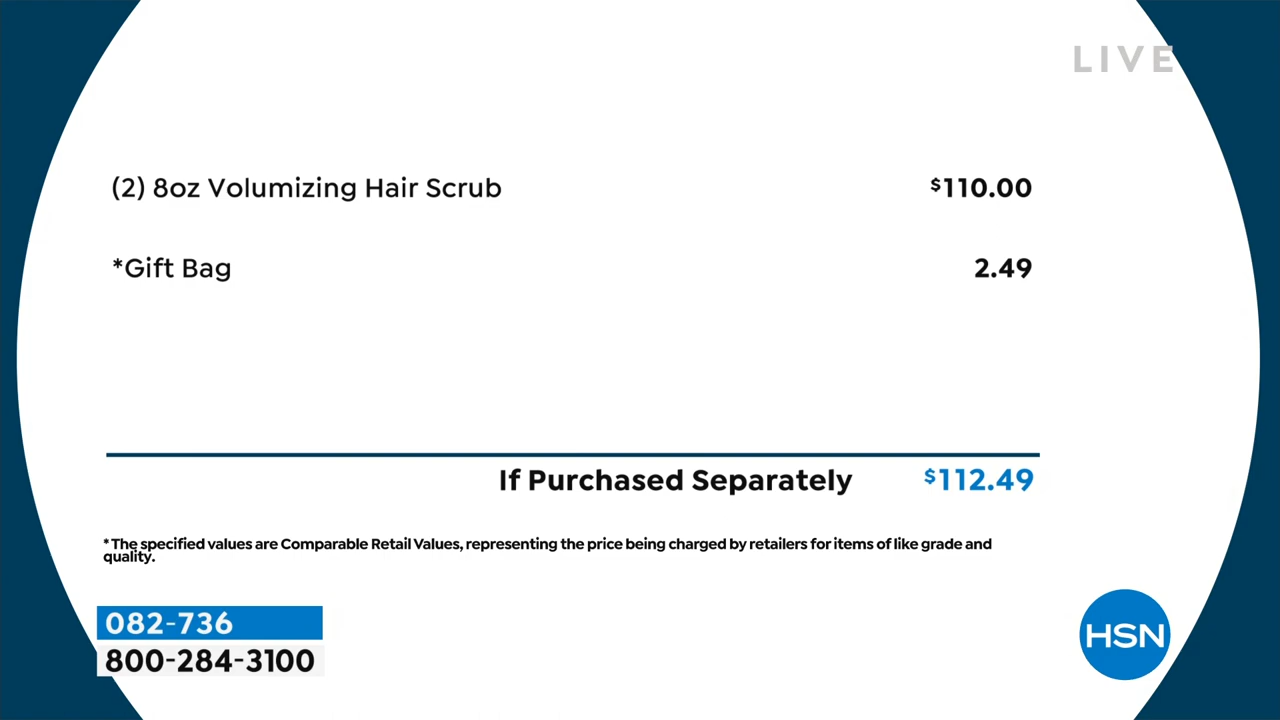 LIVE
(2) 8oz Volumizing Hair Scrub $110.00
*Gift Bag 2.49
If Purchased Separately $112.49
*The specified values are Comparable Retail Values, representing the price being charged by retailers for items of like grade and
quality.
082-736
800-284-3100
HSN